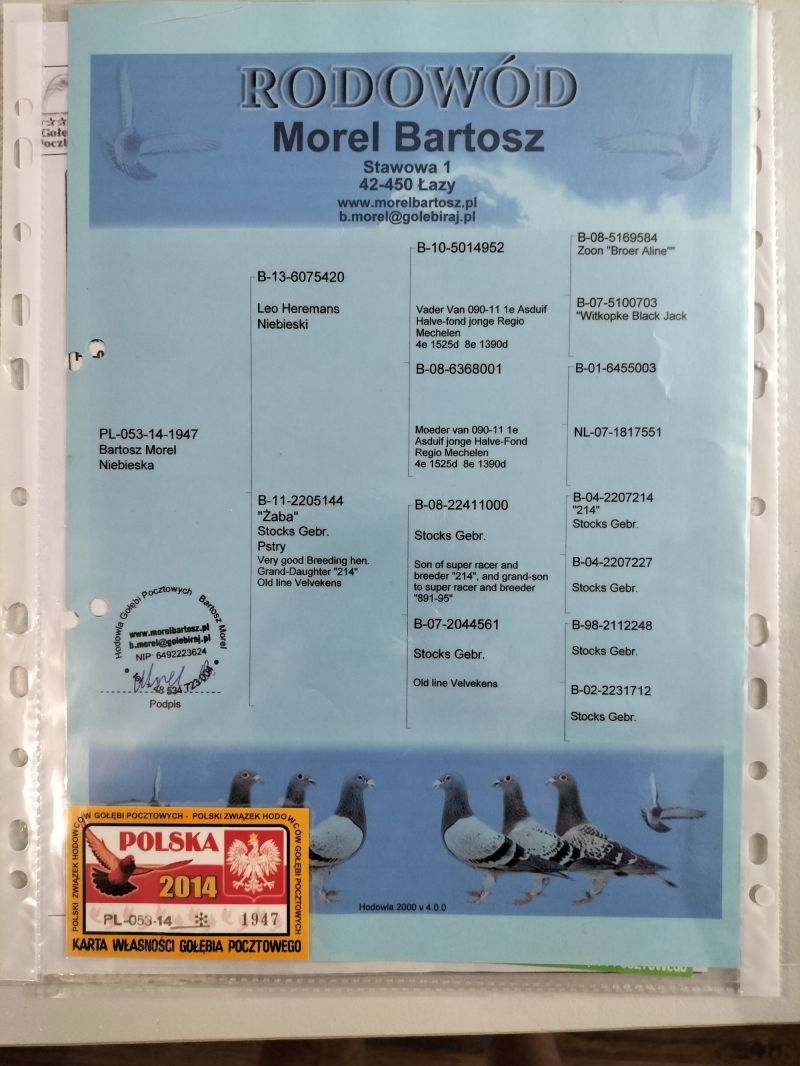 RODOWÓD
Morel Bartosz
Stawowa 1
42-450 Łazy
www.morelbartosz.pl
b.morel@golebiraj.pl
PL-053-14-1947
Bartosz Morel
Niebieska
B-13-6075420
Leo Heremans
Niebieski
B-11-2205144
"Żaba"
Stocks Gebr.
Pstry
Very good Breeding hen.
Grand-Daughter "214"
Old line Velvekens
B-10-5014952
Vader Van 090-11 1e Asduif
Halve-fond jonge Regio
Mechelen
4e 1525d 8e 1390d
B-08-6368001
Moeder van 090-11 1e
Asduif jonge Halve-Fond
Regio Mechelen
4e 1525d 8e 1390d
B-08-22411000
Stocks Gebr.
Son of super racer and
breeder "214", and grand-son
to super racer and breeder
"891-95"
B-07-2044561
Stocks Gebr.
Old line Velvekens
B-08-5169584
Zoon "Broer Aline""
B-07-5100703
"Witkopke Black Jack
B-01-6455003
NL-07-1817551
B-04-2207214
"214"
Stocks Gebr.
B-04-2207227
Stocks Gebr.
B-98-2112248
Stocks Gebr.
B-02-2231712
Stocks Gebr.
Hodowla Gołębi Pocztowych Bartosz Morel
www.morelbartosz.pl
b.morel@golebiraj.pl
NIP: 6492223624
48 534 723 004
Podpis
Hodowla 2000 v 4.0.0
POLSKI ZWIĄZEK HODOWCÓW GOŁĘBI POCZTOWYCH - POLSKI ZWIĄZEK HODOWCÓW GOŁĘBI POCZTOWYCH
POLSKA
2014
PL-053-14 1947
KARTA WŁASNOŚCI GOŁĘBIA POCZTOWEGO
POCZTOWEGO